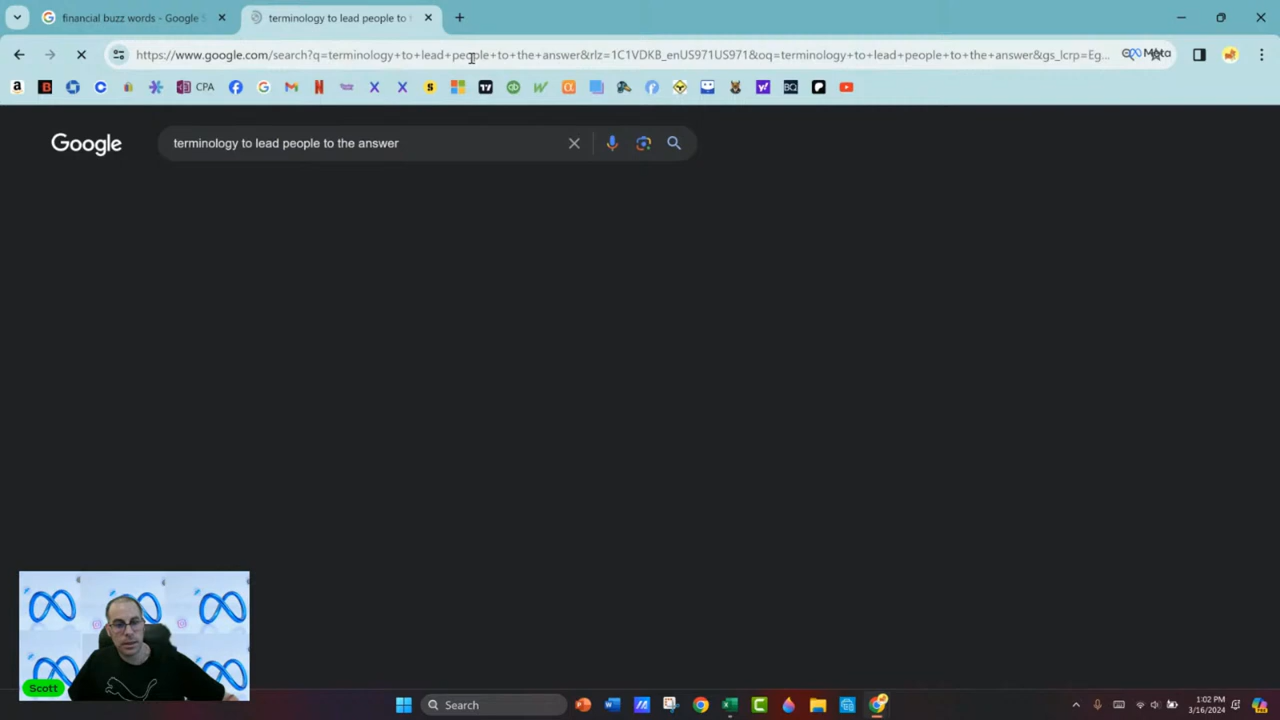 financial buzz words - Google S
terminology to lead people to t
https://www.google.com/search?q=terminology+to+lead+people+to+the+answer&rlz=1C1VDKB_enUS971US971&oq=terminology+to+lead+people+to+the+answer&gs_lcrp=Eg...
Meta
CPA
Google
terminology to lead people to the answer
Scott
Search
1:02 PM
3/16/2024